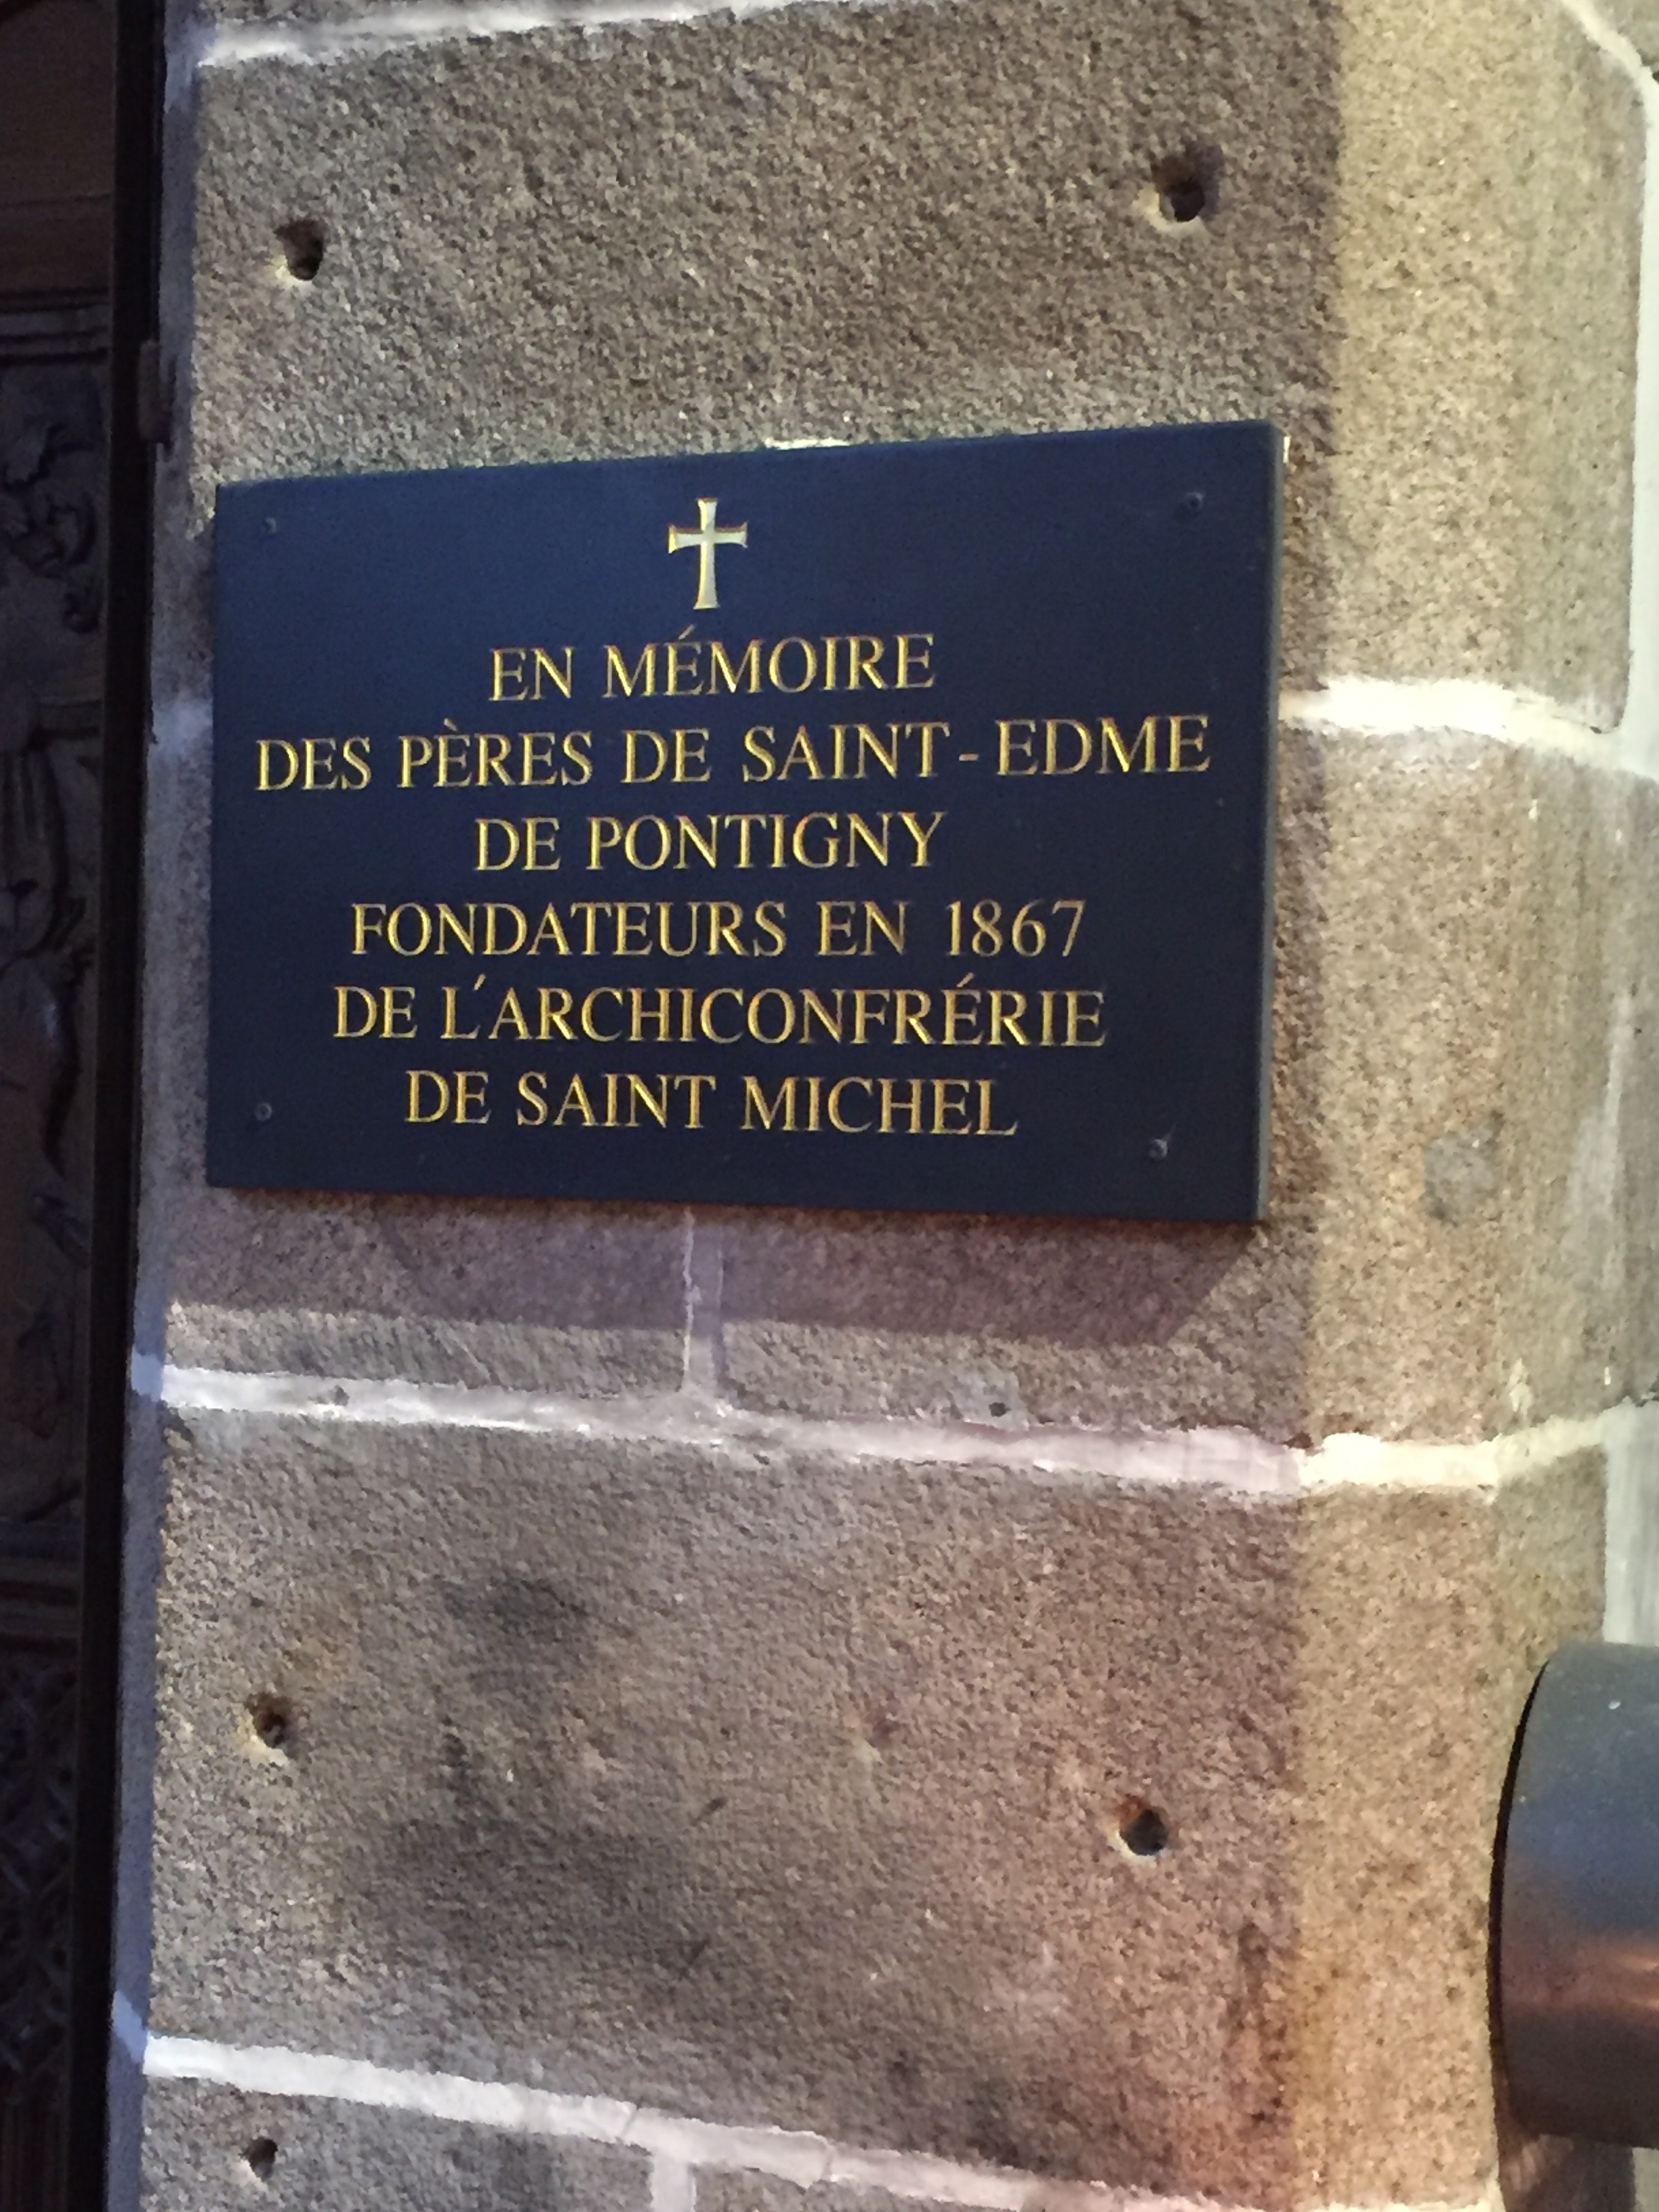 EN MÉMOIRE
DES PÈRES DE SAINT-EDME
DE PONTIGNY
FONDATEURS EN 1867
DE L'ARCHICONFRÉRIE
DE SAINT MICHEL